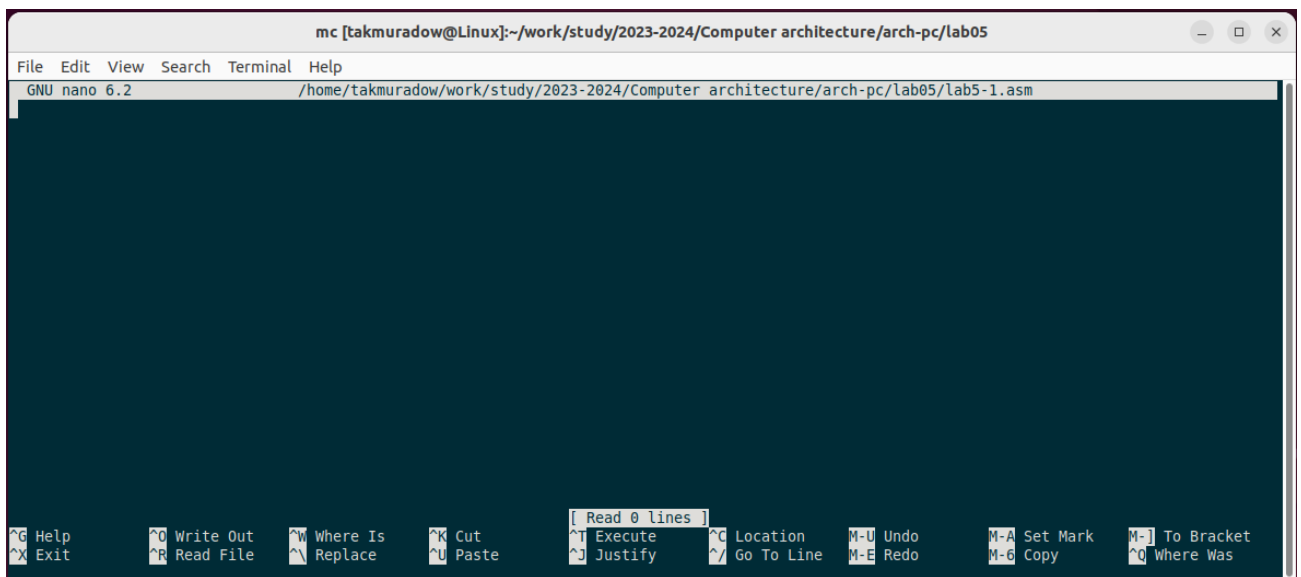 mc [takmuradow@Linux]:~/work/study/2023-2024/Computer architecture/arch-pc/lab05
File Edit View Search Terminal Help
GNU nano 6.2 /home/takmuradow/work/study/2023-2024/Computer architecture/arch-pc/lab05/lab5-1.asm
[ Read 0 lines ]
^G Help ^O Write Out ^W Where Is ^K Cut ^T Execute ^C Location M-U Undo M-A Set Mark M-] To Bracket
^X Exit ^R Read File ^\ Replace ^U Paste ^J Justify ^/ Go To Line M-E Redo M-6 Copy ^Q Where Was